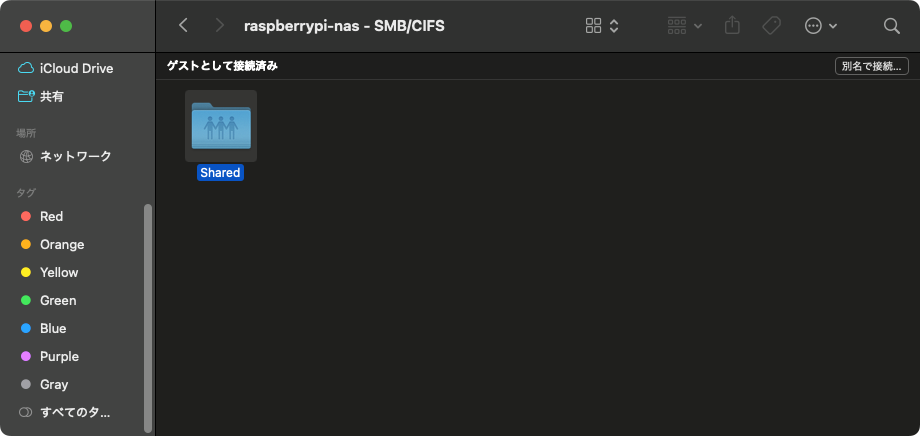 raspberrypi-nas - SMB/CIFS
iCloud Drive
共有
場所
ネットワーク
タグ
Red
Orange
Yellow
Green
Blue
Purple
Gray
すべてのタ...
ゲストとして接続済み
別名で接続...
Shared